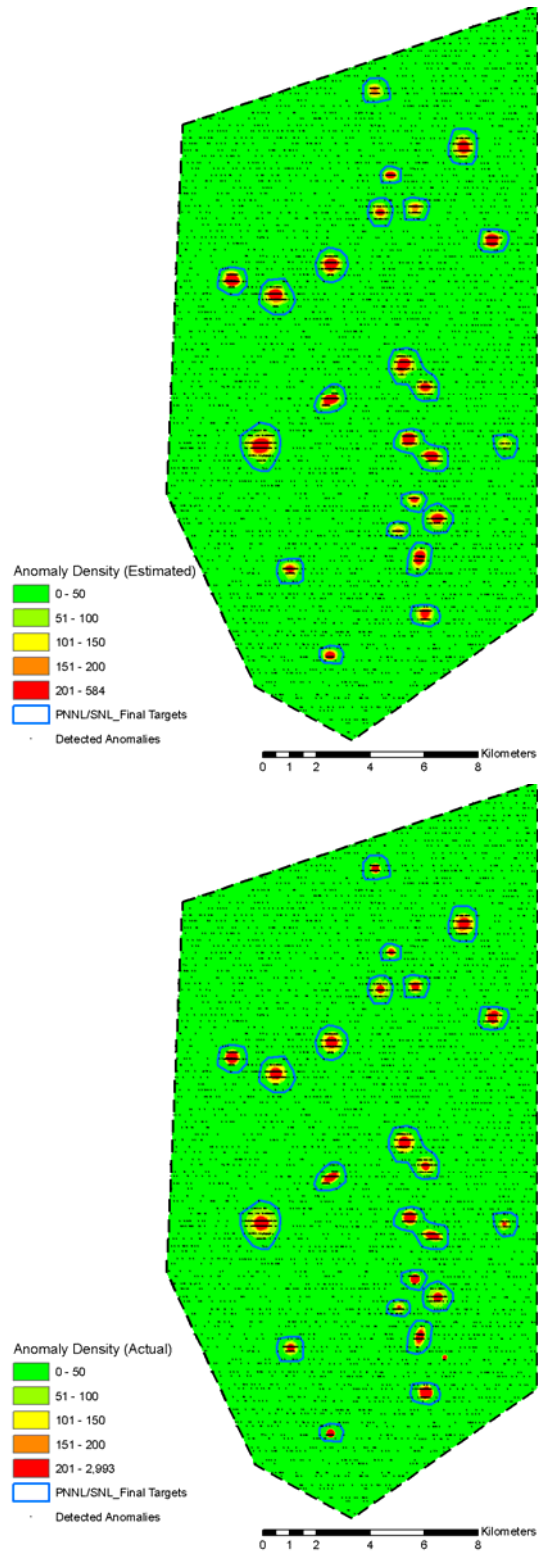 Anomaly Density (Estimated)
0 - 50
51 - 100
101 - 150
151 - 200
201 - 584
PNNL/SNL_Final Targets
Detected Anomalies
Kilometers
0 1 2 4 6 8
Anomaly Density (Actual)
0 - 50
51 - 100
101 - 150
151 - 200
201 - 2,993
PNNL/SNL_Final Targets
Detected Anomalies
Kilometers
0 1 2 4 6 8